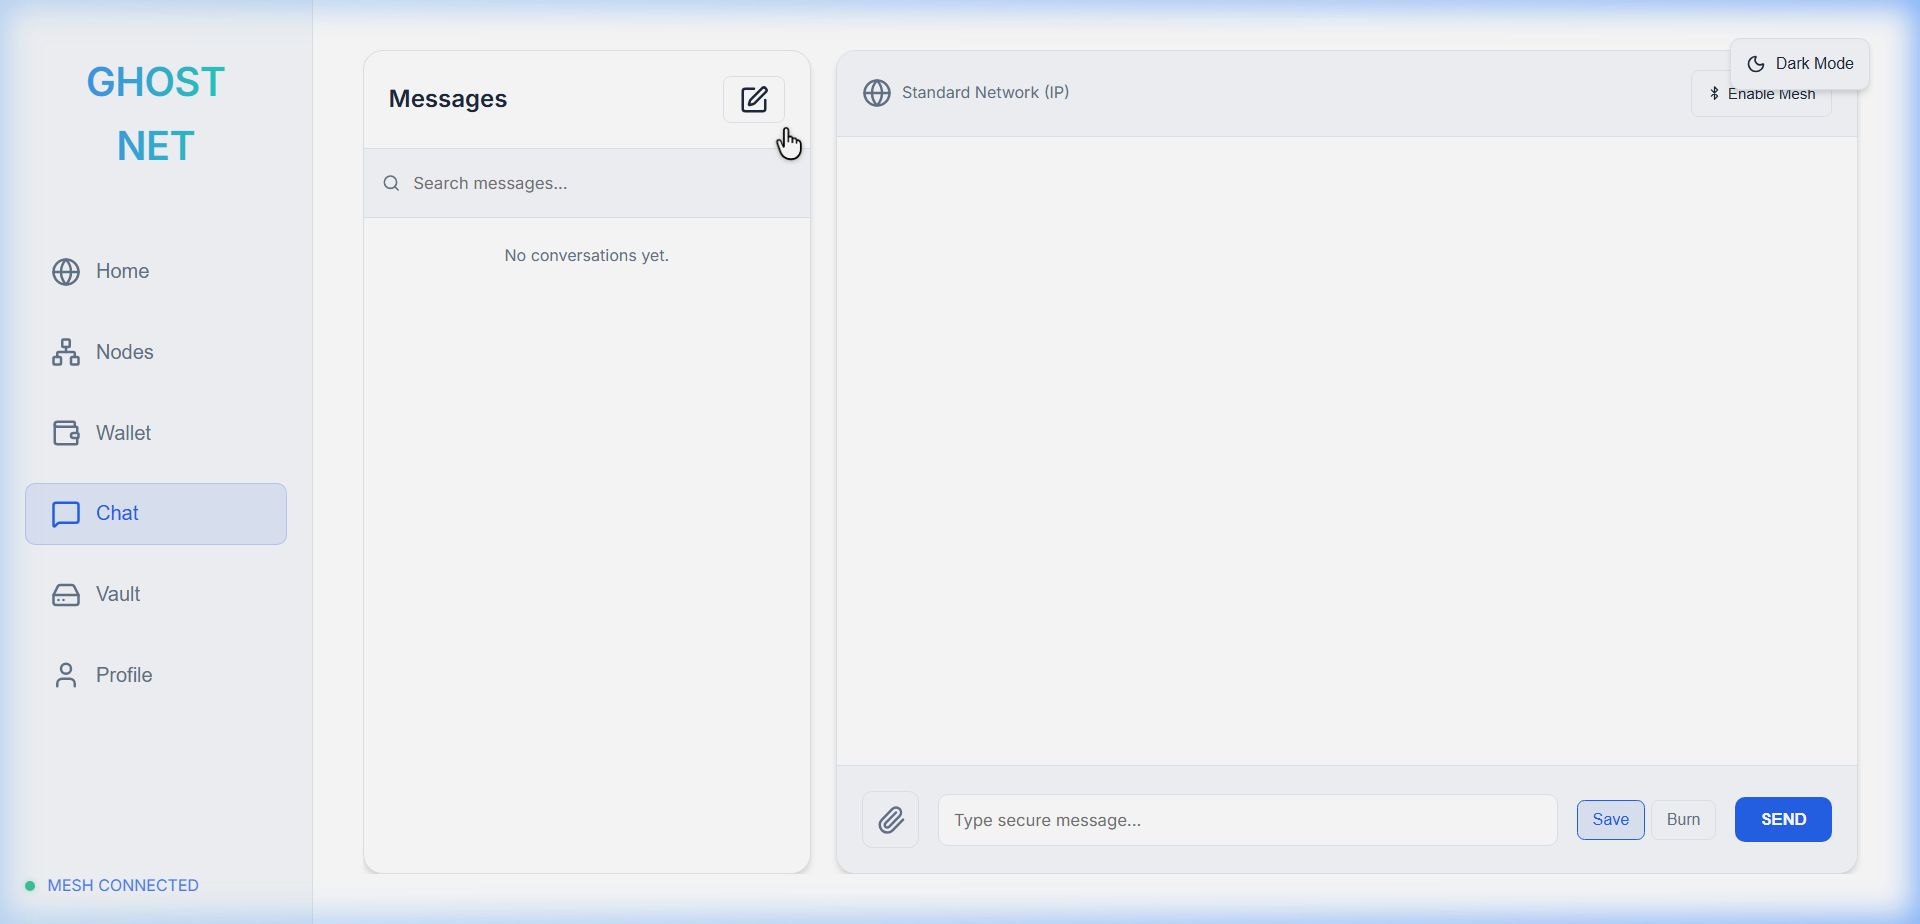 GHOST
NET
Home
Nodes
Wallet
Chat
Vault
Profile
MESH CONNECTED
Messages
Search messages...
No conversations yet.
Standard Network (IP)
Dark Mode
Enable Mesh
Type secure message...
Save
Burn
SEND